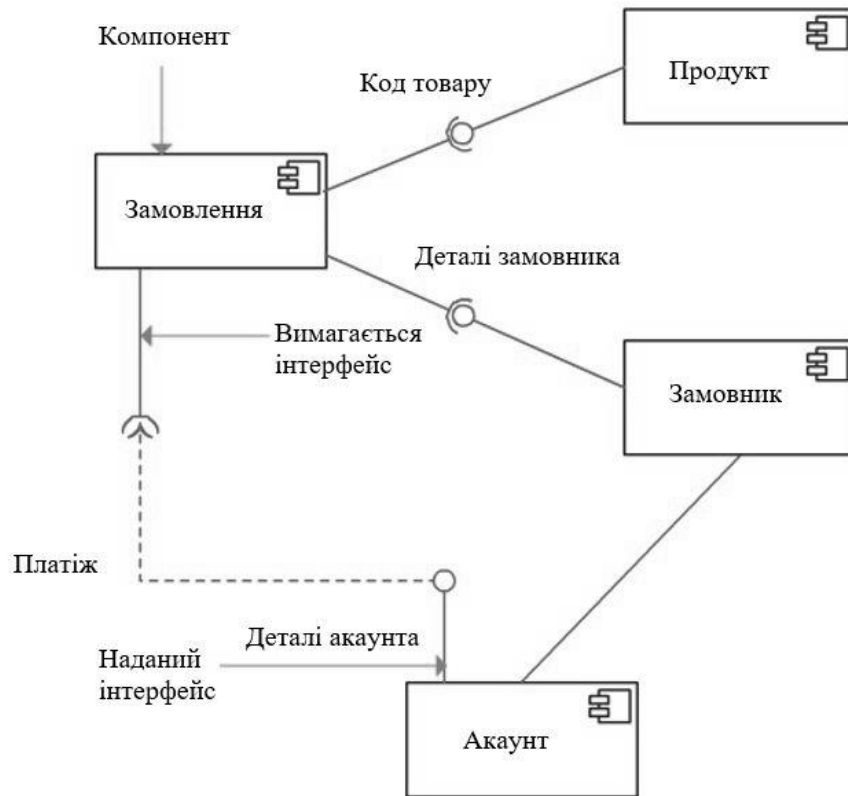 Компонент
Продукт
Код товару
Замовлення
Деталі замовника
Вимагається
інтерфейс
Замовник
Платіж
Деталі акаунта
Наданий
інтерфейс
Акаунт